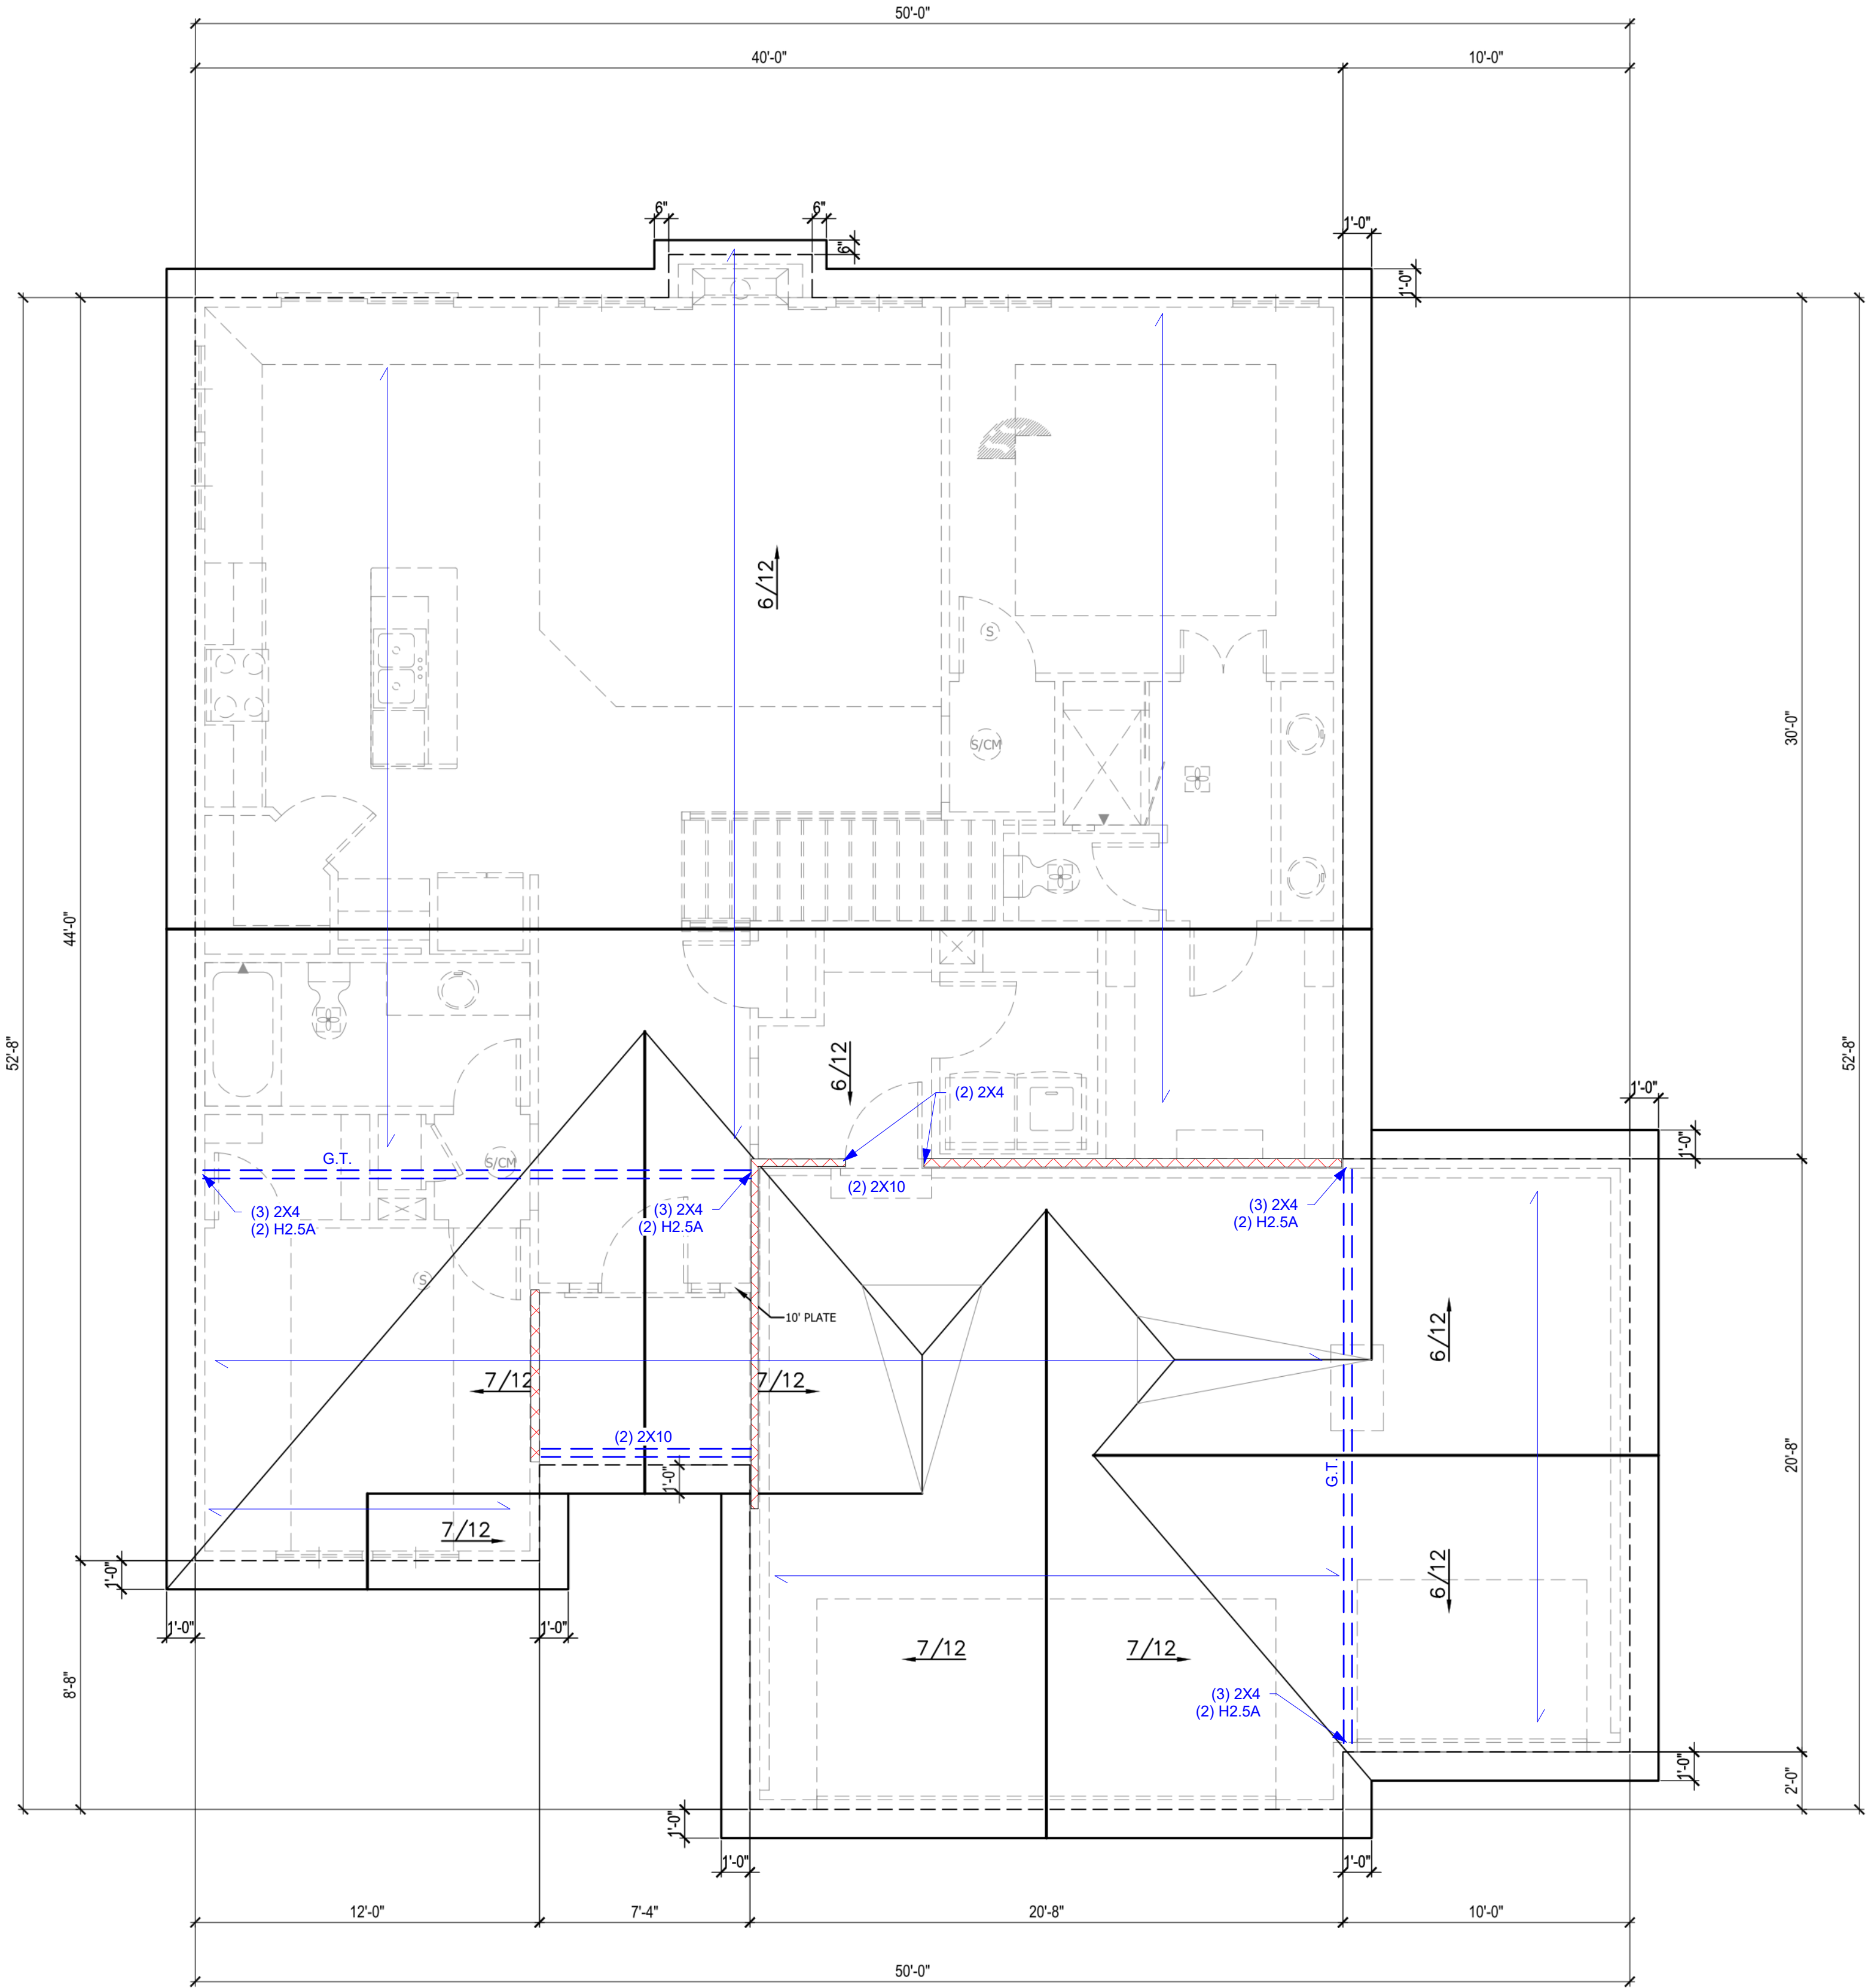 50'-0"
40'-0"
10'-0"
6"
6"
6"
1'-0"
1'-0"
6/12
30'-0"
S
S/CM
44'-0"
52'-8"
52'-8"
6/12
(2) 2X4
1'-0"
1'-0"
G.T.
S/CM
(2) 2X10
(3) 2X4
(2) H2.5A
(3) 2X4
(2) H2.5A
(3) 2X4
(2) H2.5A
S
10' PLATE
6/12
7/12
7/12
(2) 2X10
20'-8"
G.T.
1'-0"
7/12
1'-0"
6/12
1'-0"
1'-0"
7/12
7/12
8'-8"
(3) 2X4
(2) H2.5A
1'-0"
2'-0"
1'-0"
1'-0"
1'-0"
12'-0"
7'-4"
20'-8"
10'-0"
50'-0"